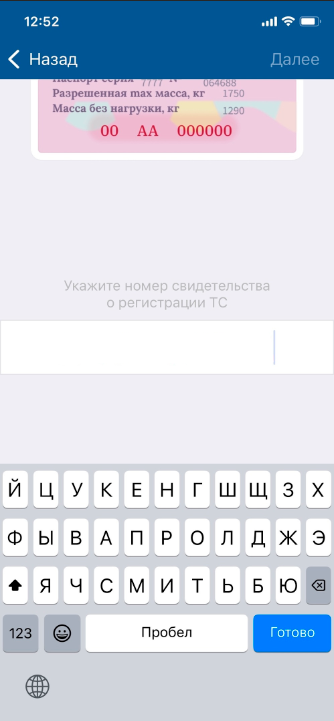 12:52
Назад Далее
Паспорт серия 7777 № 064688
Разрешенная max масса, кг 1750
Масса без нагрузки, кг 1290
00 АА 000000
Укажите номер свидетельства
о регистрации ТС
Й Ц У К Е Н Г Ш Щ З Х
Ф Ы В А П Р О Л Д Ж Э
Я Ч С М И Т Ь Б Ю
123 Пробел Готово